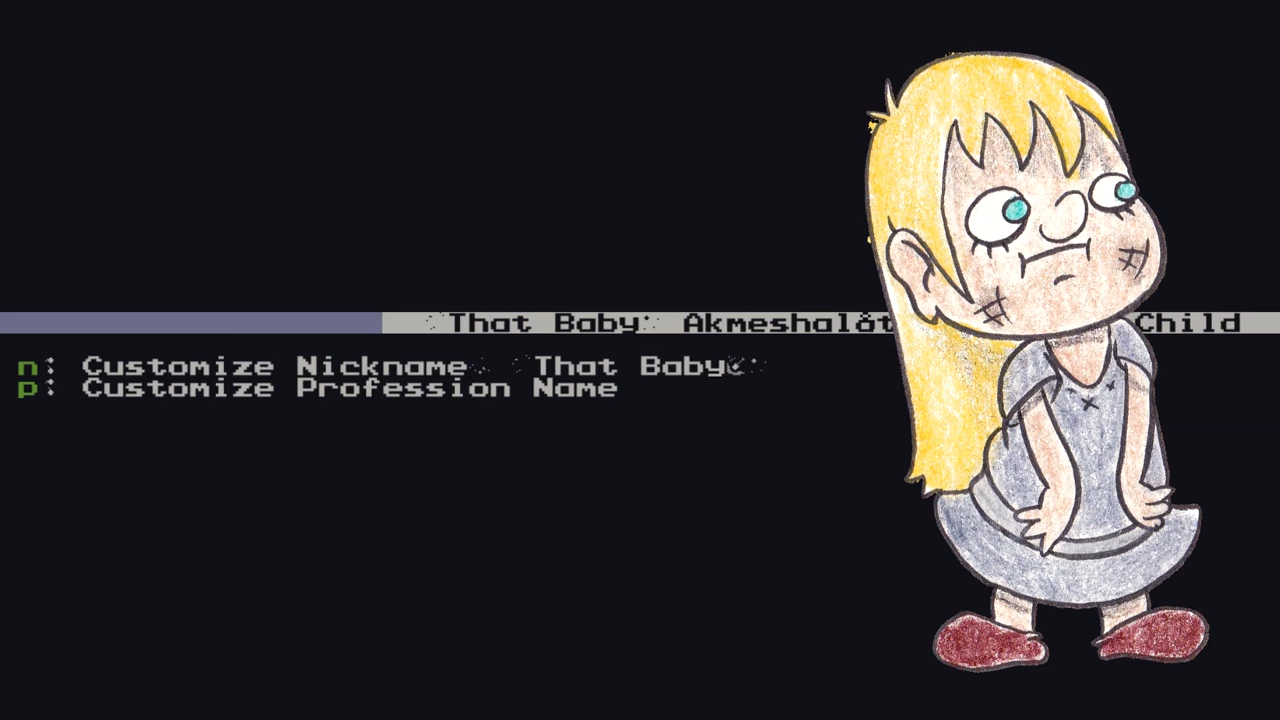 That Baby Akmeshalôt Child
n: Customize Nickname That Baby
p: Customize Profession Name